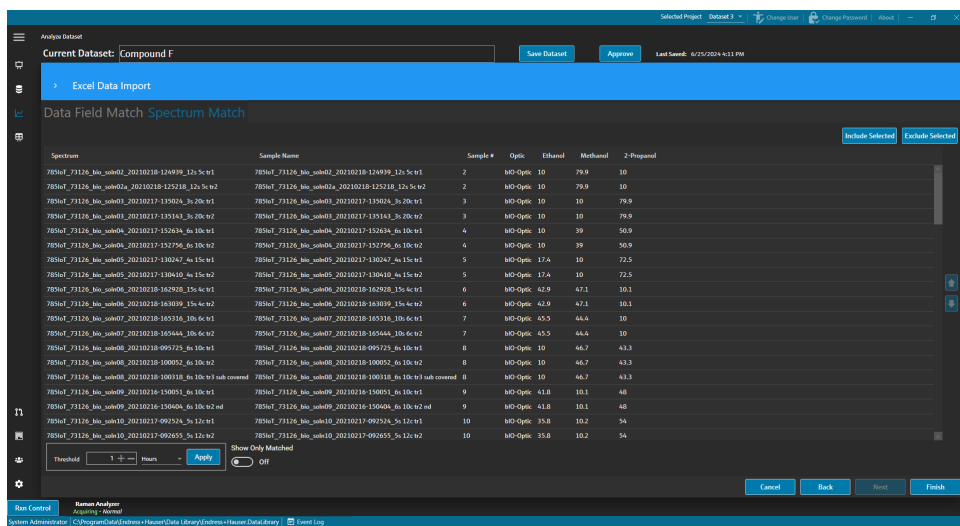 Selected Project Dataset 3 Change User Change Password About
Analyze Dataset
Current Dataset: Compound F Save Dataset Approve Last Saved: 6/25/2024 4:11 PM
Excel Data Import
Data Field Match Spectrum Match
Include Selected Exclude Selected
Spectrum Sample Name Sample # Optic Ethanol Methanol 2-Propanol
785IoT_73126_bio_soln02_20210218-124939_12s 5c tr1 785IoT_73126_bio_soln02_20210218-124939_12s 5c tr1 2 bIO-Optic 10 79.9 10
785IoT_73126_bio_soln02a_20210218-125218_12s 5c tr2 785IoT_73126_bio_soln02a_20210218-125218_12s 5c tr2 2 bIO-Optic 10 79.9 10
785IoT_73126_bio_soln03_20210217-135024_3s 20c tr1 785IoT_73126_bio_soln03_20210217-135024_3s 20c tr1 3 bIO-Optic 10 10 79.9
785IoT_73126_bio_soln03_20210217-135143_3s 20c tr2 785IoT_73126_bio_soln03_20210217-135143_3s 20c tr2 3 bIO-Optic 10 10 79.9
785IoT_73126_bio_soln04_20210217-152634_6s 10c tr1 785IoT_73126_bio_soln04_20210217-152634_6s 10c tr1 4 bIO-Optic 10 39 50.9
785IoT_73126_bio_soln04_20210217-152756_6s 10c tr2 785IoT_73126_bio_soln04_20210217-152756_6s 10c tr2 4 bIO-Optic 10 39 50.9
785IoT_73126_bio_soln05_20210217-130247_4s 15c tr1 785IoT_73126_bio_soln05_20210217-130247_4s 15c tr1 5 bIO-Optic 17.4 10 72.5
785IoT_73126_bio_soln05_20210217-130410_4s 15c tr2 785IoT_73126_bio_soln05_20210217-130410_4s 15c tr2 5 bIO-Optic 17.4 10 72.5
785IoT_73126_bio_soln06_20210218-162928_15s 4c tr1 785IoT_73126_bio_soln06_20210218-162928_15s 4c tr1 6 bIO-Optic 42.9 47.1 10.1
785IoT_73126_bio_soln06_20210218-163039_15s 4c tr2 785IoT_73126_bio_soln06_20210218-163039_15s 4c tr2 6 bIO-Optic 42.9 47.1 10.1
785IoT_73126_bio_soln07_20210218-165316_10s 6c tr1 785IoT_73126_bio_soln07_20210218-165316_10s 6c tr1 7 bIO-Optic 45.5 44.4 10
785IoT_73126_bio_soln07_20210218-165444_10s 6c tr2 785IoT_73126_bio_soln07_20210218-165444_10s 6c tr2 7 bIO-Optic 45.5 44.4 10
785IoT_73126_bio_soln08_20210218-095725_6s 10c tr1 785IoT_73126_bio_soln08_20210218-095725_6s 10c tr1 8 bIO-Optic 10 46.7 43.3
785IoT_73126_bio_soln08_20210218-100052_6s 10c tr2 785IoT_73126_bio_soln08_20210218-100052_6s 10c tr2 8 bIO-Optic 10 46.7 43.3
785IoT_73126_bio_soln08_20210218-100318_6s 10c tr3 sub covered 785IoT_73126_bio_soln08_20210218-100318_6s 10c tr3 sub covered 8 bIO-Optic 10 46.7 43.3
785IoT_73126_bio_soln09_20210216-150051_6s 10c tr1 785IoT_73126_bio_soln09_20210216-150051_6s 10c tr1 9 bIO-Optic 41.8 10.1 48
785IoT_73126_bio_soln09_20210216-150404_6s 10c tr2 nd 785IoT_73126_bio_soln09_20210216-150404_6s 10c tr2 nd 9 bIO-Optic 41.8 10.1 48
785IoT_73126_bio_soln10_20210217-092524_5s 12c tr1 785IoT_73126_bio_soln10_20210217-092524_5s 12c tr1 10 bIO-Optic 35.8 10.2 54
785IoT_73126_bio_soln10_20210217-092655_5s 12c tr2 785IoT_73126_bio_soln10_20210217-092655_5s 12c tr2 10 bIO-Optic 35.8 10.2 54
Show Only Matched
Threshold 1 Hours Apply Off
Cancel Back Next Finish
Rxn Control Raman Analyzer
Acquiring - Normal
System Administrator C:\ProgramData\Endress+Hauser\Data Library\Endress+Hauser.DataLibrary Event Log